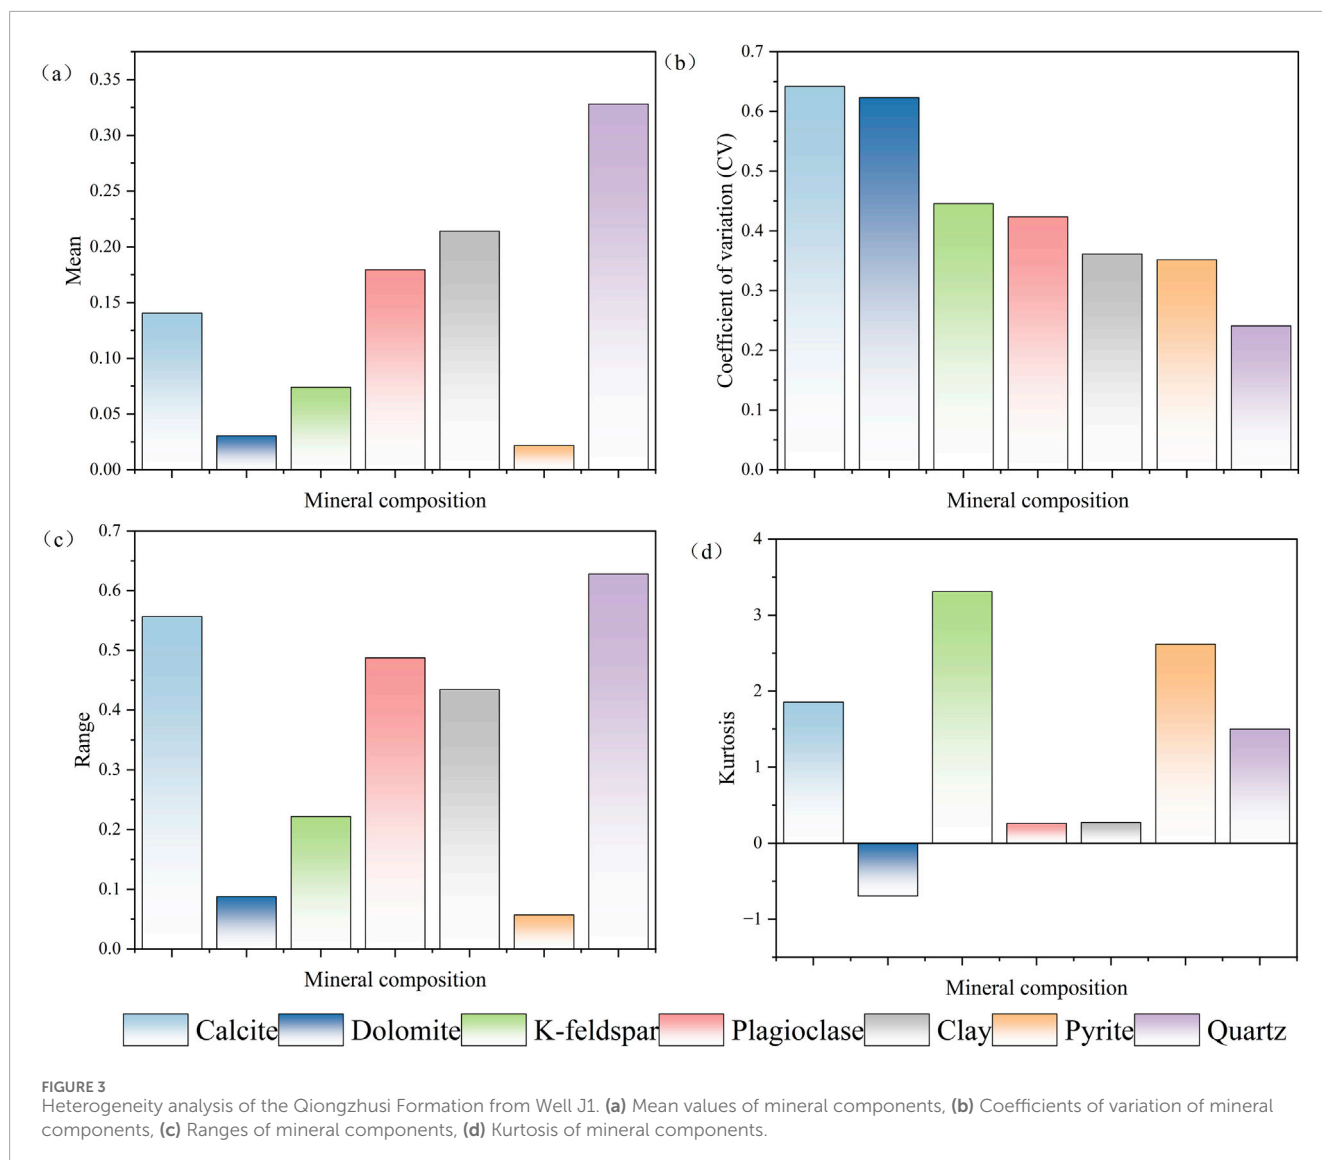 (a)
0.35
0.30
0.25
0.20
0.15
0.10
0.05
0.00
Mean
Mineral composition
(b)
0.7
0.6
0.5
0.4
0.3
0.2
0.1
0.0
Coefficient of variation (CV)
Mineral composition
(c)
0.7
0.6
0.5
0.4
0.3
0.2
0.1
0.0
Range
Mineral composition
(d)
4
3
2
1
0
−1
Kurtosis
Mineral composition
Calcite Dolomite K-feldspar Plagioclase Clay Pyrite Quartz
FIGURE 3
Heterogeneity analysis of the Qiongzhusi Formation from Well J1. (a) Mean values of mineral components, (b) Coefficients of variation of mineral
components, (c) Ranges of mineral components, (d) Kurtosis of mineral components.